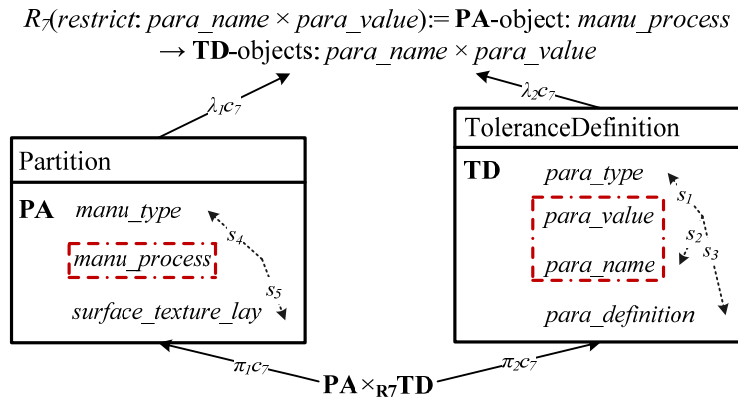 R₇(restrict: para_name × para_value):= PA-object: manu_process
→ TD-objects: para_name × para_value
λ₁c₇
λ₂c₇
Partition
PA
manu_type
manu_process
surface_texture_lay
s₄
s₅
ToleranceDefinition
TD
para_type
para_value
para_name
para_definition
s₁
s₂
s₃
π₁c₇
π₂c₇
PA×R7TD